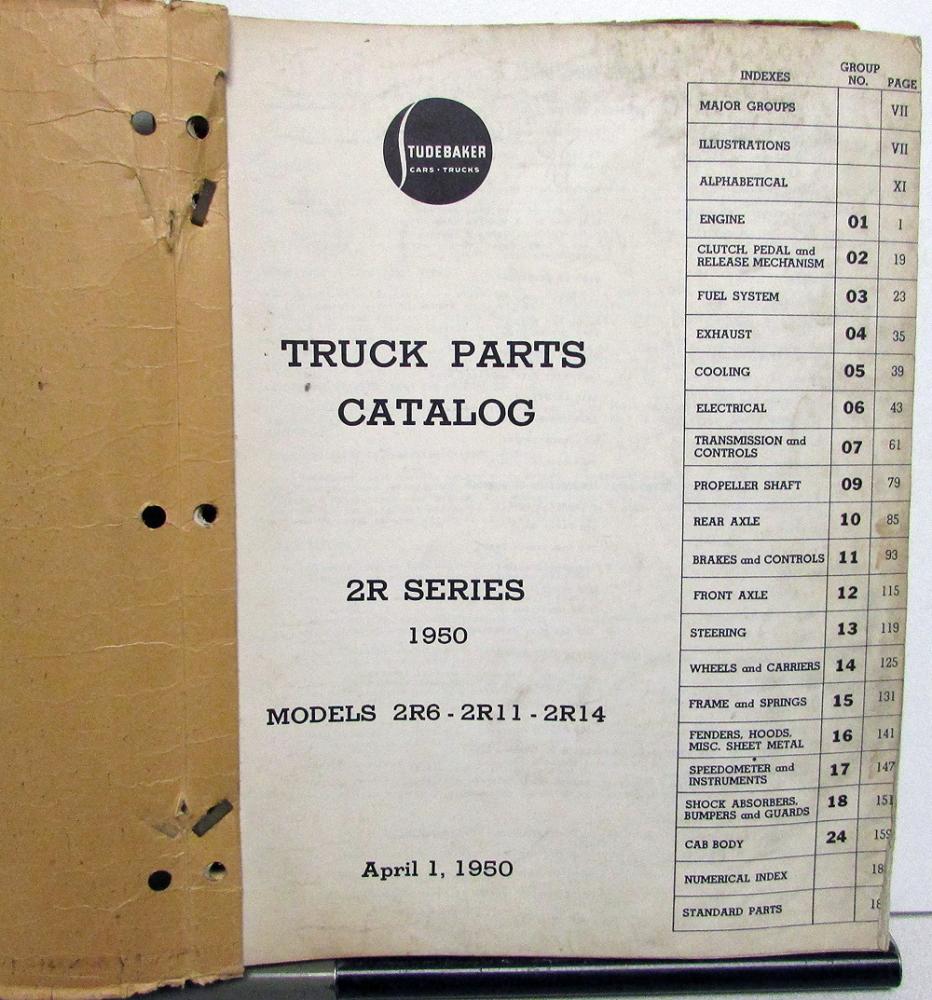 STUDEBAKER
CARS · TRUCKS
TRUCK PARTS
CATALOG
2R SERIES
1950
MODELS 2R6 - 2R11 - 2R14
April 1, 1950
INDEXES GROUP NO. PAGE
MAJOR GROUPS VII
ILLUSTRATIONS VII
ALPHABETICAL XI
ENGINE 01 1
CLUTCH, PEDAL and
RELEASE MECHANISM 02 19
FUEL SYSTEM 03 23
EXHAUST 04 35
COOLING 05 39
ELECTRICAL 06 43
TRANSMISSION and
CONTROLS 07 61
PROPELLER SHAFT 09 79
REAR AXLE 10 85
BRAKES and CONTROLS 11 93
FRONT AXLE 12 115
STEERING 13 119
WHEELS and CARRIERS 14 125
FRAME and SPRINGS 15 131
FENDERS, HOODS,
MISC. SHEET METAL 16 141
SPEEDOMETER and
INSTRUMENTS 17 147
SHOCK ABSORBERS,
BUMPERS and GUARDS 18 151
CAB BODY 24 159
NUMERICAL INDEX
STANDARD PARTS